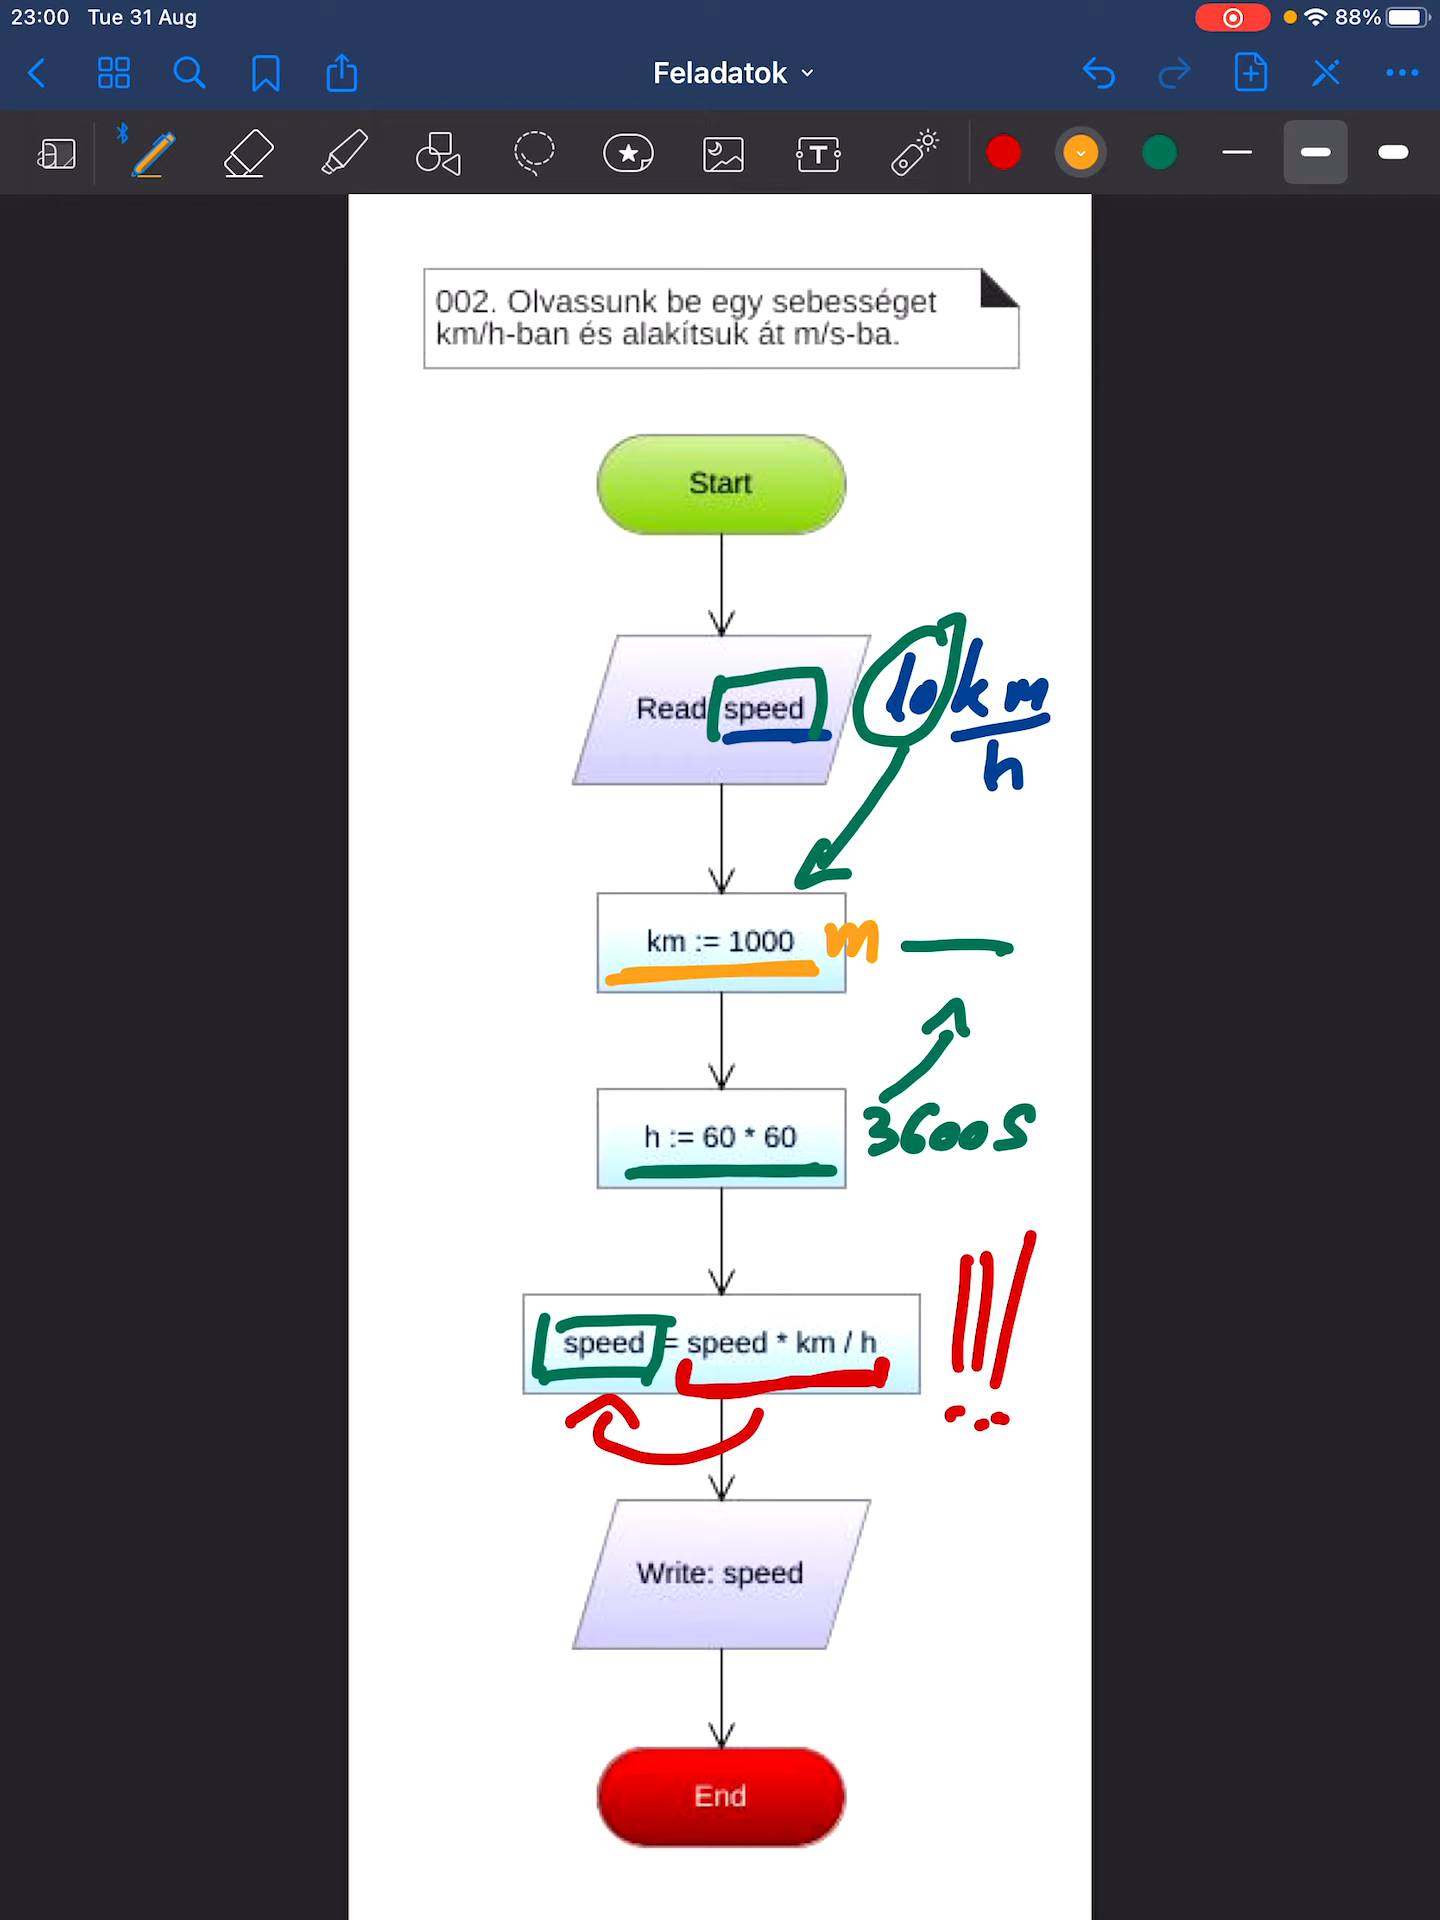 23:00 Tue 31 Aug
88%
Feladatok
T
002. Olvassunk be egy sebességet
km/h-ban és alakítsuk át m/s-ba.
Start
Read speed
10 km
h
km := 1000 m
h := 60 * 60
3600 s
speed = speed * km / h
!!!
Write: speed
End